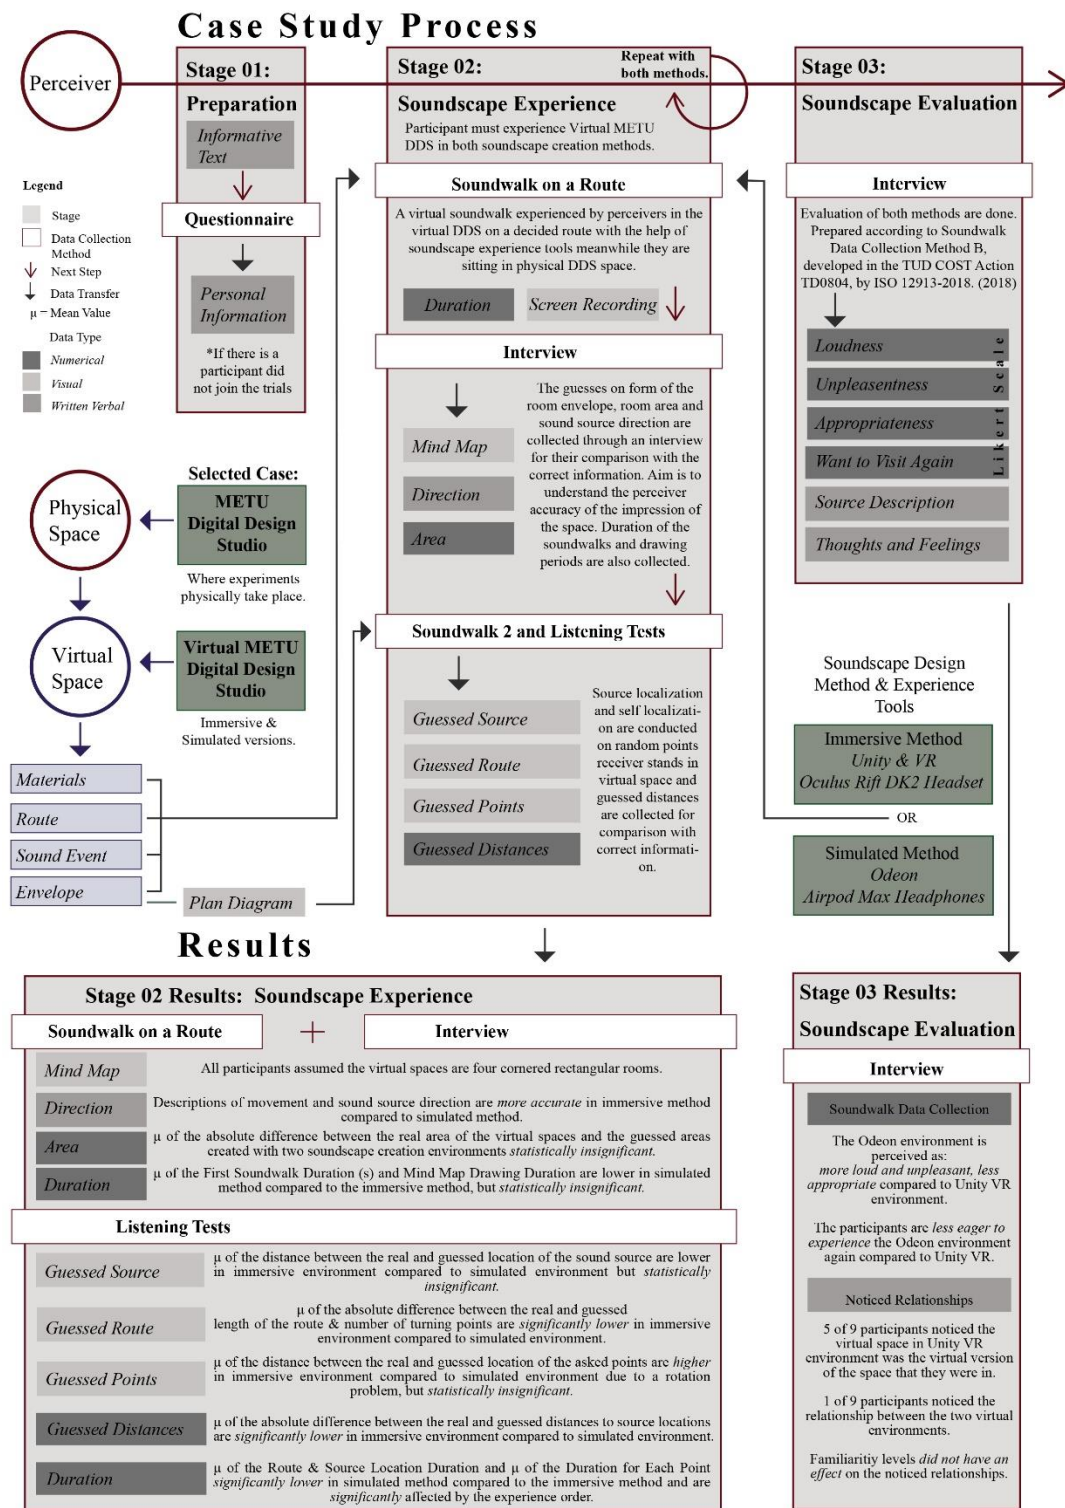 Case Study Process
Perceiver
Stage 01:
Preparation
Informative
Text
Questionnaire
Personal
Information
*If there is a
participant did
not join the trials
Legend
Stage
Data Collection
Method
Next Step
Data Transfer
μ = Mean Value
Data Type
Numerical
Visual
Written Verbal
Stage 02:
Repeat with
both methods.
Soundscape Experience
Participant must experience Virtual METU
DDS in both soundscape creation methods.
Soundwalk on a Route
A virtual soundwalk experienced by perceivers in the
virtual DDS on a decided route with the help of
soundscape experience tools meanwhile they are
sitting in physical DDS space.
Duration
Screen Recording
Interview
Mind Map
Direction
Area
The guesses on form of the
room envelope, room area and
sound source direction are
collected through an interview
for their comparison with the
correct information. Aim is to
understand the perceiver
accuracy of the impression of
the space. Duration of the
soundwalks and drawing
periods are also collected.
Soundwalk 2 and Listening Tests
Guessed Source
Guessed Route
Guessed Points
Guessed Distances
Source localization
and self localizati-
on are conducted
on random points
receiver stands in
virtual space and
guessed distances
are collected for
comparison with
correct informati-
on.
Stage 03:
Soundscape Evaluation
Interview
Evaluation of both methods are done.
Prepared according to Soundwalk
Data Collection Method B,
developed in the TUD COST Action
TD0804, by ISO 12913-2018. (2018)
Loudness
Unpleasentness
Appropriateness
Want to Visit Again
Likert Scale
Source Description
Thoughts and Feelings
Selected Case:
Physical
Space
METU
Digital Design
Studio
Where experiments
physically take place.
Virtual
Space
Virtual METU
Digital Design
Studio
Immersive &
Simulated versions.
Materials
Route
Sound Event
Envelope
Plan Diagram
Soundscape Design
Method & Experience
Tools
Immersive Method
Unity & VR
Oculus Rift DK2 Headset
OR
Simulated Method
Odeon
Airpod Max Headphones
Results
Stage 02 Results: Soundscape Experience
Soundwalk on a Route
+
Interview
Mind Map
All participants assumed the virtual spaces are four cornered rectangular rooms.
Direction
Descriptions of movement and sound source direction are more accurate in immersive method
compared to simulated method.
Area
μ of the absolute difference between the real area of the virtual spaces and the guessed areas
created with two soundscape creation environments statistically insignificant.
Duration
μ of the First Soundwalk Duration (s) and Mind Map Drawing Duration are lower in simulated
method compared to the immersive method, but statistically insignificant.
Listening Tests
Guessed Source
μ of the distance between the real and guessed location of the sound source are lower
in immersive environment compared to simulated environment but statistically
insignificant.
Guessed Route
μ of the absolute difference between the real and guessed
length of the route & number of turning points are significantly lower in immersive
environment compared to simulated environment.
Guessed Points
μ of the distance between the real and guessed location of the asked points are higher
in immersive environment compared to simulated environment due to a rotation
problem, but statistically insignificant.
Guessed Distances
μ of the absolute difference between the real and guessed distances to source locations
are significantly lower in immersive environment compared to simulated environment.
Duration
μ of the Route & Source Location Duration and μ of the Duration for Each Point
significantly lower in simulated method compared to the immersive method and are
significantly affected by the experience order.
Stage 03 Results:
Soundscape Evaluation
Interview
Soundwalk Data Collection
The Odeon environment is
perceived as:
more loud and unpleasant, less
appropriate compared to Unity VR
environment.
The participants are less eager to
experience the Odeon environment
again compared to Unity VR.
Noticed Relationships
5 of 9 participants noticed the
virtual space in Unity VR
environment was the virtual version
of the space that they were in.
1 of 9 participants noticed the
relationship between the two virtual
environments.
Familiaritiy levels did not have an
effect on the noticed relationships.